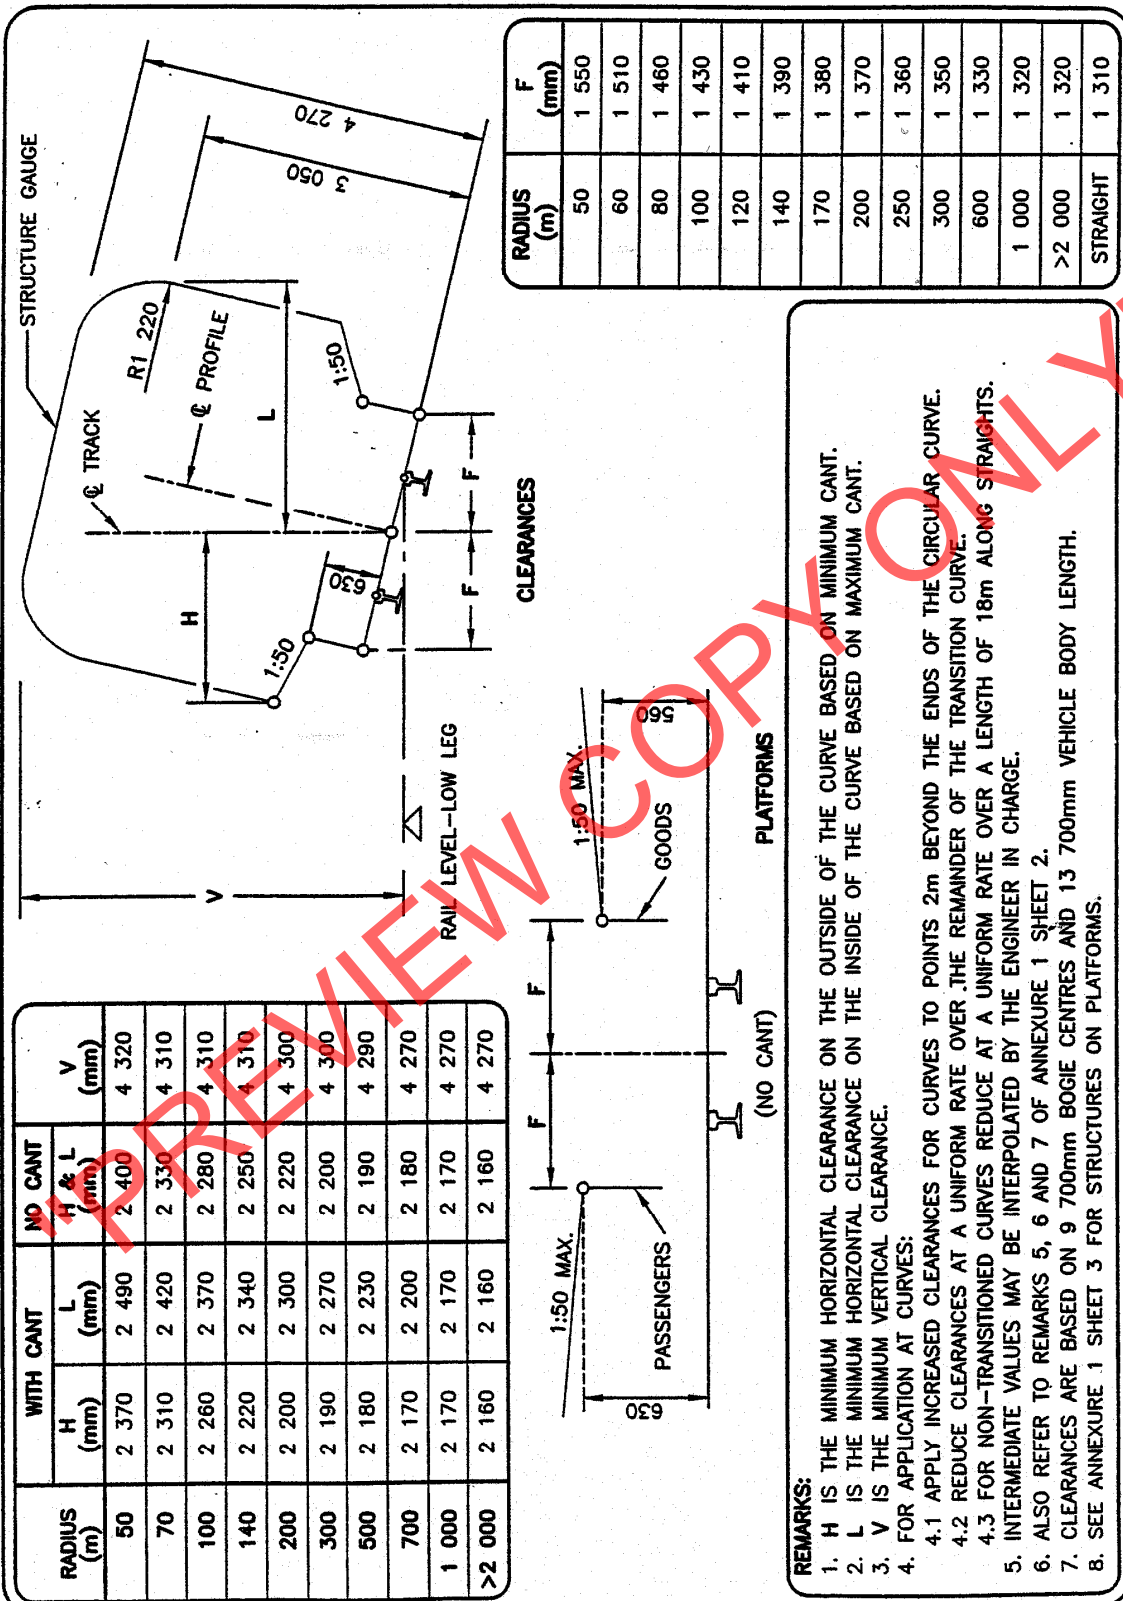 WITH CANT NO CANT
RADIUS (m) H (mm) L (mm) H & L (mm) V (mm)
50 2 370 2 490 2 400 4 320
70 2 310 2 420 2 330 4 310
100 2 260 2 370 2 280 4 310
140 2 220 2 340 2 250 4 310
200 2 200 2 300 2 220 4 300
300 2 190 2 270 2 200 4 300
500 2 180 2 230 2 190 4 290
700 2 170 2 200 2 180 4 270
1 000 2 170 2 170 2 170 4 270
>2 000 2 160 2 160 2 160 4 270
STRUCTURE GAUGE
℄ TRACK
℄ PROFILE
R1 220
4 270
3 050
H
L
V
1:50
1:50
630
F
F
RAIL LEVEL-LOW LEG
CLEARANCES
RADIUS (m) F (mm)
50 1 550
60 1 510
80 1 460
100 1 430
120 1 410
140 1 390
170 1 380
200 1 370
250 1 360
300 1 350
600 1 330
1 000 1 320
>2 000 1 320
STRAIGHT 1 310
1:50 MAX.
1:50 MAX.
F
F
630
560
PASSENGERS
GOODS
(NO CANT)
PLATFORMS
REMARKS:
1. H IS THE MINIMUM HORIZONTAL CLEARANCE ON THE OUTSIDE OF THE CURVE BASED ON MINIMUM CANT.
2. L IS THE MINIMUM HORIZONTAL CLEARANCE ON THE INSIDE OF THE CURVE BASED ON MAXIMUM CANT.
3. V IS THE MINIMUM VERTICAL CLEARANCE.
4. FOR APPLICATION AT CURVES:
4.1 APPLY INCREASED CLEARANCES FOR CURVES TO POINTS 2m BEYOND THE ENDS OF THE CIRCULAR CURVE.
4.2 REDUCE CLEARANCES AT A UNIFORM RATE OVER THE REMAINDER OF THE TRANSITION CURVE.
4.3 FOR NON-TRANSITIONED CURVES REDUCE AT A UNIFORM RATE OVER A LENGTH OF 18m ALONG STRAIGHTS.
5. INTERMEDIATE VALUES MAY BE INTERPOLATED BY THE ENGINEER IN CHARGE.
6. ALSO REFER TO REMARKS 5, 6 AND 7 OF ANNEXURE 1 SHEET 2.
7. CLEARANCES ARE BASED ON 9 700mm BOGIE CENTRES AND 13 700mm VEHICLE BODY LENGTH.
8. SEE ANNEXURE 1 SHEET 3 FOR STRUCTURES ON PLATFORMS.
"PREVIEW COPY ONLY"